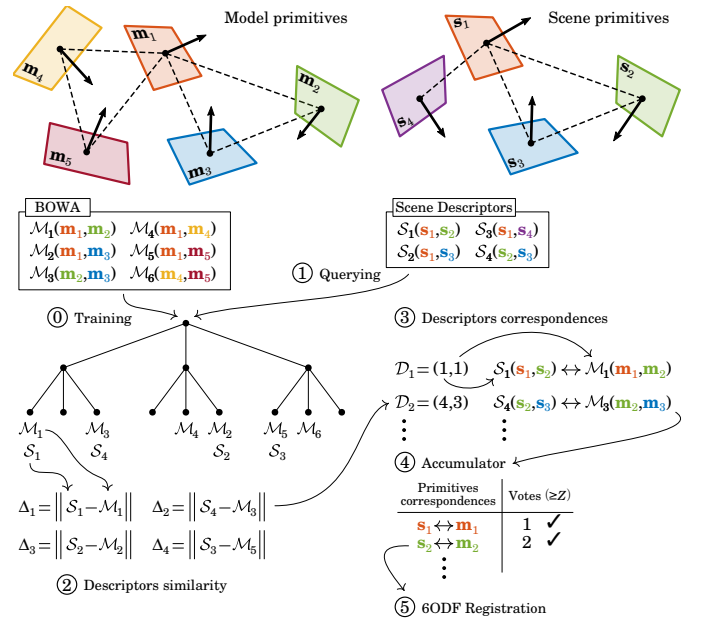 Model primitives
Scene primitives
m₁
m₂
m₃
m₄
m₅
s₁
s₂
s₃
s₄
BOWA
ℳ₁(m₁,m₂) ℳ₄(m₁,m₄)
ℳ₂(m₁,m₃) ℳ₅(m₁,m₅)
ℳ₃(m₂,m₃) ℳ₆(m₄,m₅)
Scene Descriptors
𝒮₁(s₁,s₂) 𝒮₃(s₁,s₄)
𝒮₂(s₁,s₃) 𝒮₄(s₂,s₃)
① Querying
⓪ Training
ℳ₁ ℳ₃ ℳ₄ ℳ₂ ℳ₅ ℳ₆
𝒮₁ 𝒮₄ 𝒮₂ 𝒮₃
Δ₁=‖𝒮₁−ℳ₁‖ Δ₂=‖𝒮₄−ℳ₃‖
Δ₃=‖𝒮₂−ℳ₂‖ Δ₄=‖𝒮₃−ℳ₅‖
② Descriptors similarity
③ Descriptors correspondences
𝒟₁=(1,1) 𝒮₁(s₁,s₂)↔ℳ₁(m₁,m₂)
𝒟₂=(4,3) 𝒮₄(s₂,s₃)↔ℳ₃(m₂,m₃)
④ Accumulator
Primitives correspondences
Votes (≥Z)
s₁↔m₁ 1 ✓
s₂↔m₂ 2 ✓
⑤ 6ODF Registration